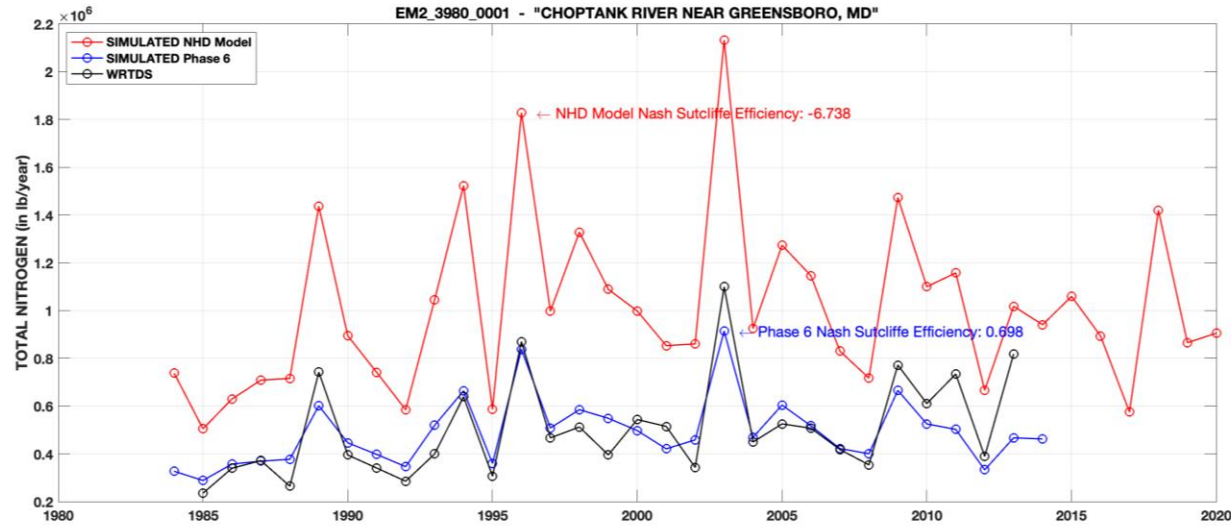 EM2_3980_0001 - "CHOPTANK RIVER NEAR GREENSBORO, MD"
×10⁶
2.2
2
1.8
1.6
1.4
1.2
1
0.8
0.6
0.4
0.2
TOTAL NITROGEN (in lb/year)
SIMULATED NHD Model
SIMULATED Phase 6
WRTDS
← NHD Model Nash Sutcliffe Efficiency: -6.738
← Phase 6 Nash Sutcliffe Efficiency: 0.698
1980 1985 1990 1995 2000 2005 2010 2015 2020